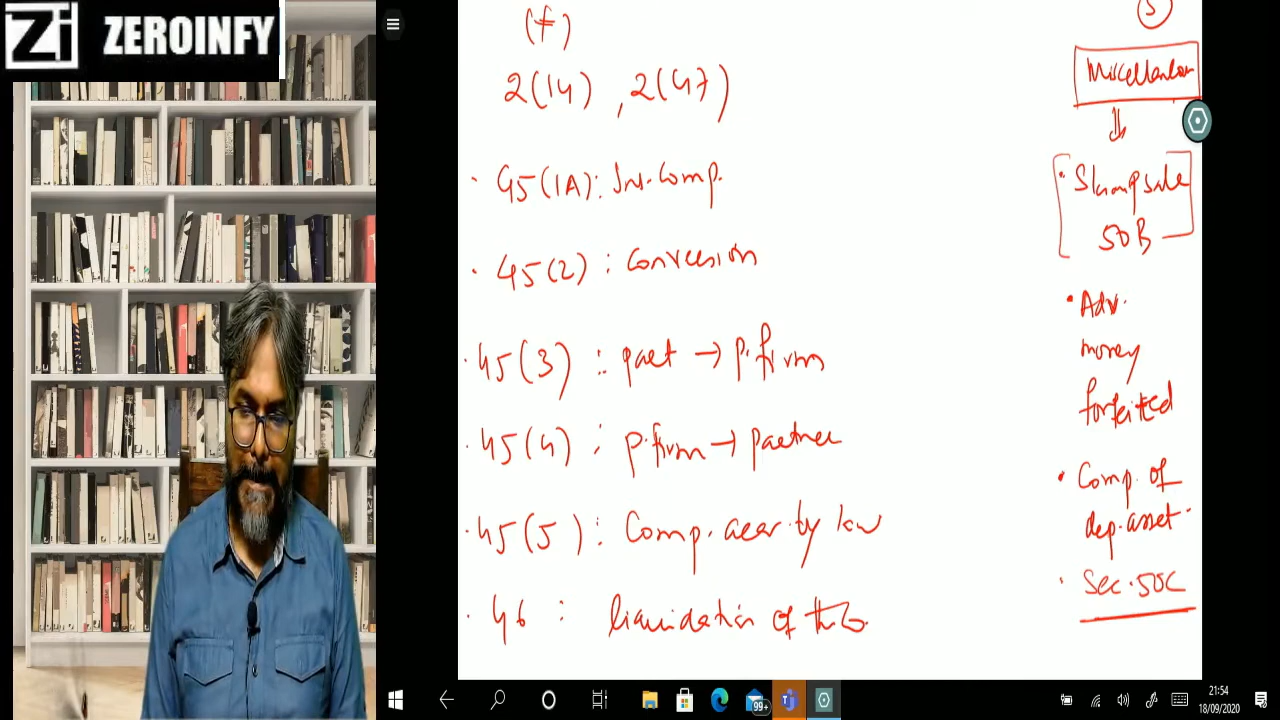 Zi ZEROINFY
(f)
2(14), 2(47)
· 45(1A): Ins. Comp.
· 45(2) : Conversion
· 45(3) : part → p.firm
· 45(4) : p.firm → partner
· 45(5) : Comp. acqr. by law
· 46 : liquidation of the Co.
5
Miscellaneous
· Slump sale
50B
· Adv.
money
forfeited
· Comp. of
dep. asset.
· Sec. 50C
99+
21:54
18/09/2020